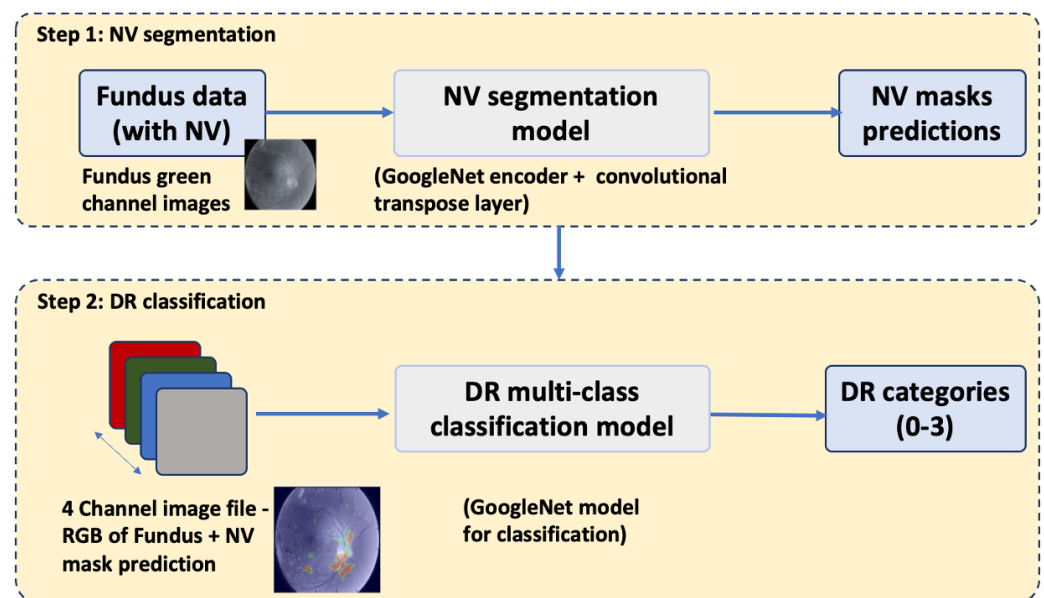 Step 1: NV segmentation
Fundus data
(with NV)
NV segmentation
model
NV masks
predictions
Fundus green
channel images
(GoogleNet encoder + convolutional
transpose layer)
Step 2: DR classification
DR multi-class
classification model
DR categories
(0-3)
4 Channel image file -
RGB of Fundus + NV
mask prediction
(GoogleNet model
for classification)